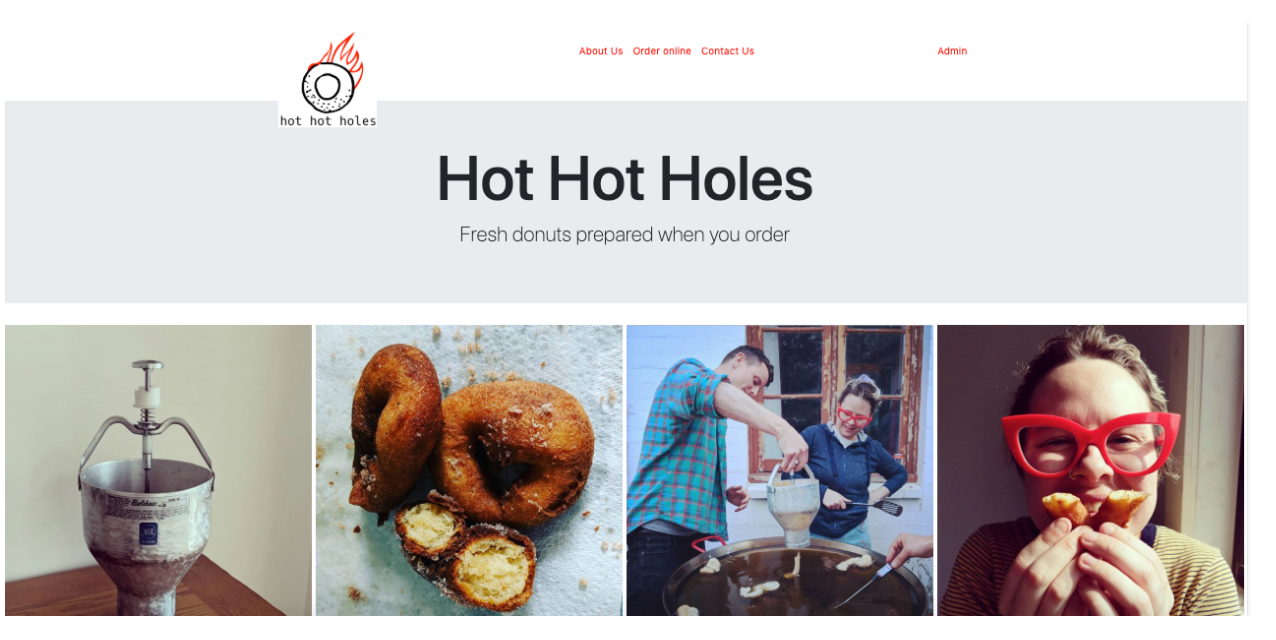 About Us Order online Contact Us Admin
hot hot holes
Hot Hot Holes
Fresh donuts prepared when you order